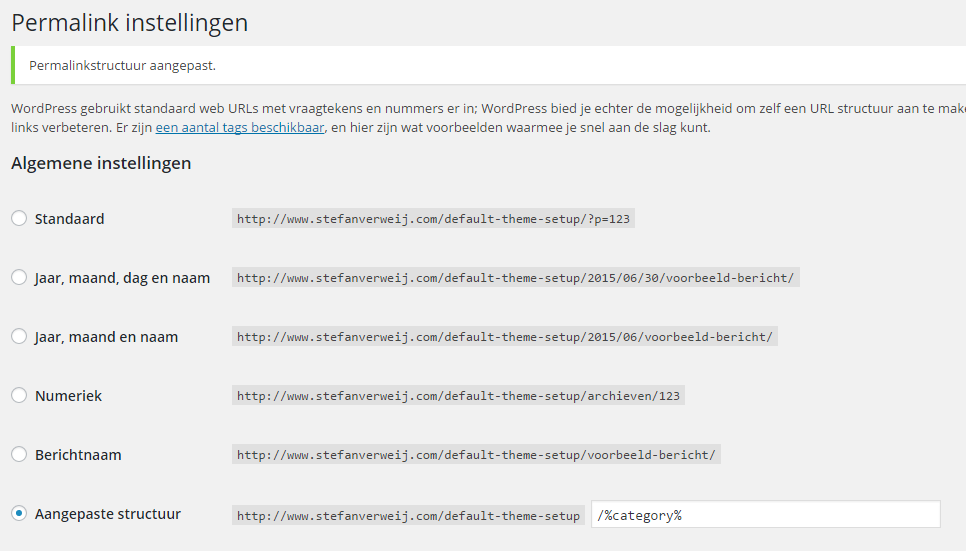 Permalink instellingen
Permalinkstructuur aangepast.
WordPress gebruikt standaard web URLs met vraagtekens en nummers er in; WordPress bied je echter de mogelijkheid om zelf een URL structuur aan te make
links verbeteren. Er zijn een aantal tags beschikbaar, en hier zijn wat voorbeelden waarmee je snel aan de slag kunt.
Algemene instellingen
Standaard http://www.stefanverweij.com/default-theme-setup/?p=123
Jaar, maand, dag en naam http://www.stefanverweij.com/default-theme-setup/2015/06/30/voorbeeld-bericht/
Jaar, maand en naam http://www.stefanverweij.com/default-theme-setup/2015/06/voorbeeld-bericht/
Numeriek http://www.stefanverweij.com/default-theme-setup/archieven/123
Berichtnaam http://www.stefanverweij.com/default-theme-setup/voorbeeld-bericht/
Aangepaste structuur http://www.stefanverweij.com/default-theme-setup /%category%